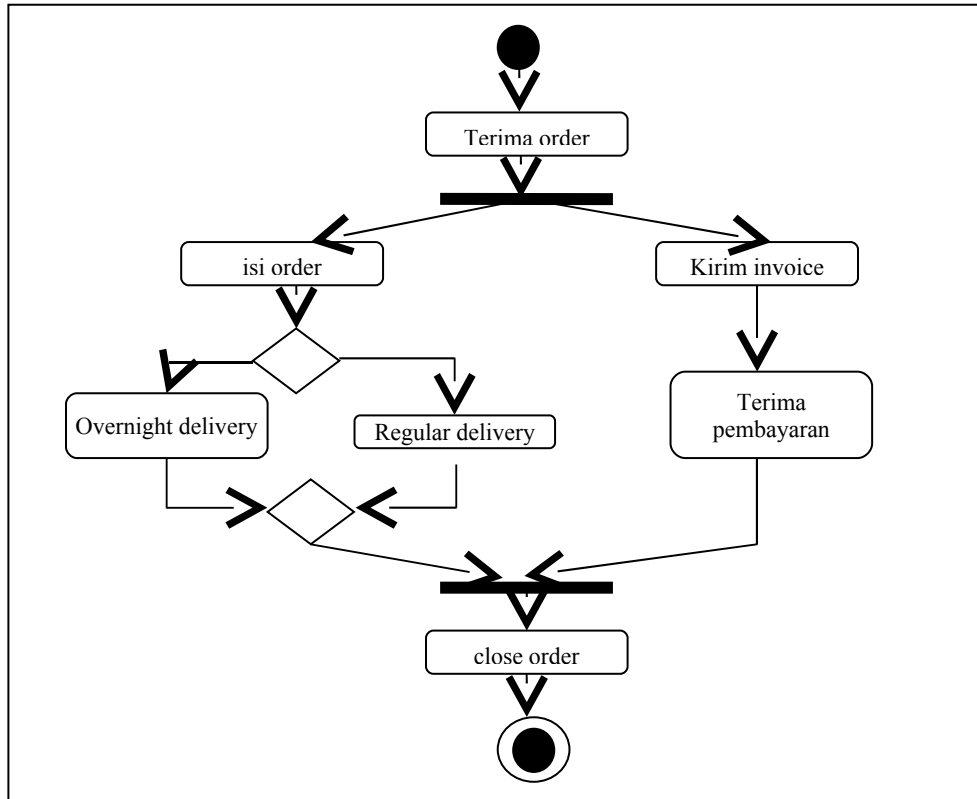 Terima order
isi order
Kirim invoice
Overnight delivery
Regular delivery
Terima
pembayaran
close order